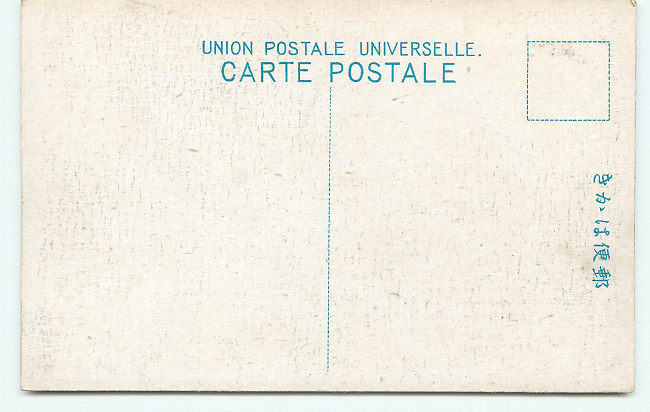 UNION POSTALE UNIVERSELLE.
CARTE POSTALE
郵便はかき